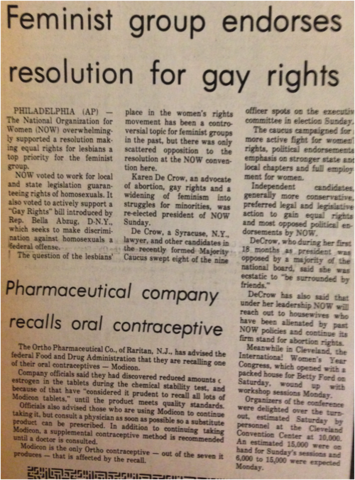 Feminist group endorses
resolution for gay rights
PHILADELPHIA (AP) —
The National Organization for
Women (NOW) overwhelming-
ly supported a resolution mak-
ing equal rights for lesbians a
top priority for the feminist
group.
NOW voted to work for local
and state legislation guaran-
teeing rights of homosexuals. It
also voted to actively support a
"Gay Rights" bill introduced by
Rep. Bella Abzug, D-N.Y.,
which seeks to make discrimi-
nation against homosexuals a
federal offense.
The question of the lesbians'
place in the women's rights
movement has been a contro-
versial topic for feminist groups
in the past, but there was only
scattered opposition to the
resolution at the NOW conven-
tion here.
Karen De Crow, an advocate
of abortion, gay rights and a
widening of feminism into
struggles for minorities, was
re-elected president of NOW
Sunday.
De Crow, a Syracuse, N.Y.,
lawyer, and other candidates in
the recently formed Majority
Caucus swept eight of the nine
officer spots on the executive
committee in election Sunday.
The caucus campaigned for
more active fight for women's
rights, political endorsements
emphasis on stronger state and
local chapters and full employ
ment for women.
Independent candidates,
generally more conservative,
preferred legal and legislative
action to gain equal rights
and most opposed political en-
dorsements by NOW.
DeCrow, who during her first
18 months as president was
opposed by a majority of the
national board, said she was
ecstatic to "be surrounded by
friends."
DeCrow has also said that
under her leadership NOW will
reach out to housewives who
have been alienated by past
NOW policies and continue its
firm stand for abortion rights.
Meanwhile in Cleveland, the
International Women's Year
Congress, which opened with a
packed house for Betty Ford on
Saturday, wound up with
workshop sessions Monday.
Organizers of the conference
were delighted over the turn-
out, estimated Saturday by
personnel at the Cleveland
Convention Center at 10,000.
An estimated 15,000 were on
hand for Sunday's sessions and
6,000 to 15,000 were expected
Monday.
Pharmaceutical company
recalls oral contraceptive
The Ortho Pharmaceutical Co., of Raritan, N.J., has advised the
federal Food and Drug Administration that they are recalling one
of their oral contraceptives — Modicon.
Company officials said they had discovered reduced amounts
estrogen in the tablets during the chemical stability test, and
because of that have "considered it prudent to recall all lots of
Modicon tablets," until the product meets quality standards.
Officials also advised those who are using Modicon to continue
taking it, but consult a physician as soon as possible so a substitute
product can be prescribed. In addition to continuing taking
Modicon, a supplemental contraceptive method is recommended
until a doctor is consulted.
Modicon is the only Ortho contraceptive — out of the seven it
produces — that is affected by the recall.